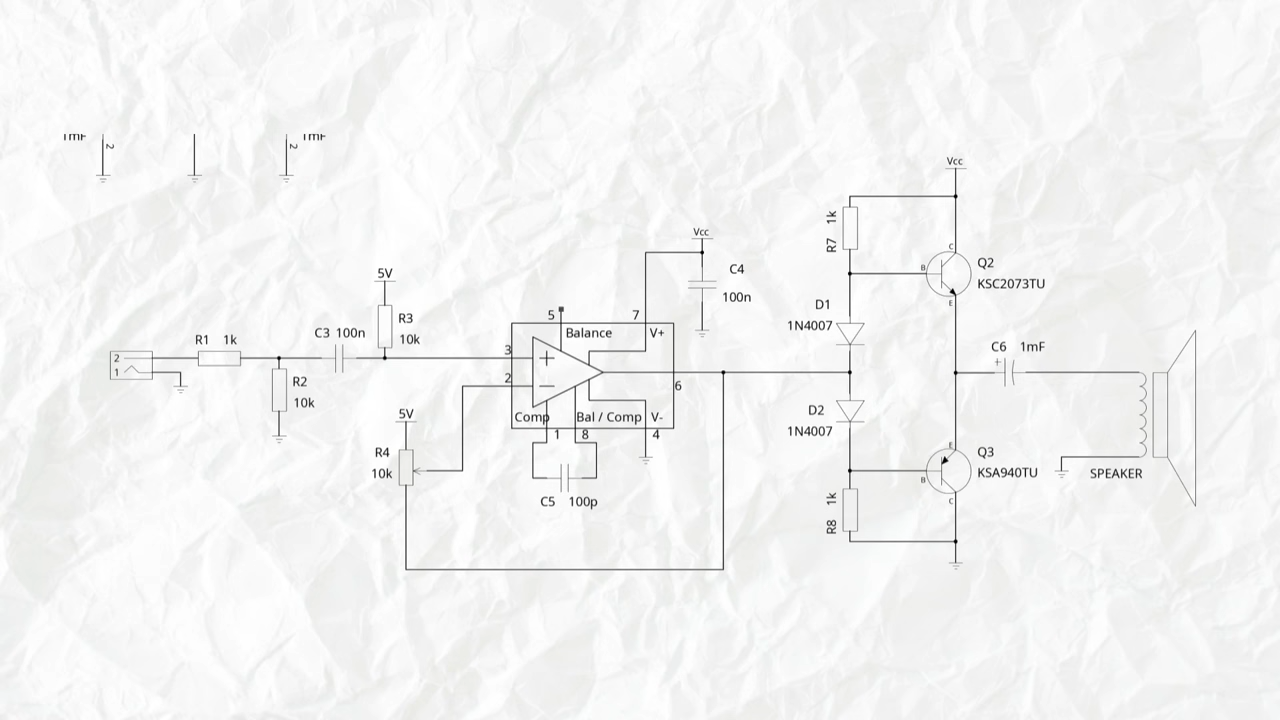 2
2
Vcc
R7 1k
Vcc
C4
100n
5V
R3
10k
C3 100n
R1 1k
2
1
R2
10k
5
7
Balance
V+
3
2
6
Comp
Bal / Comp
V-
1
8
4
C5 100p
5V
R4
10k
D1
1N4007
D2
1N4007
R8 1k
C
B
E
Q2
KSC2073TU
C6 1mF
+
E
B
C
Q3
KSA940TU
SPEAKER